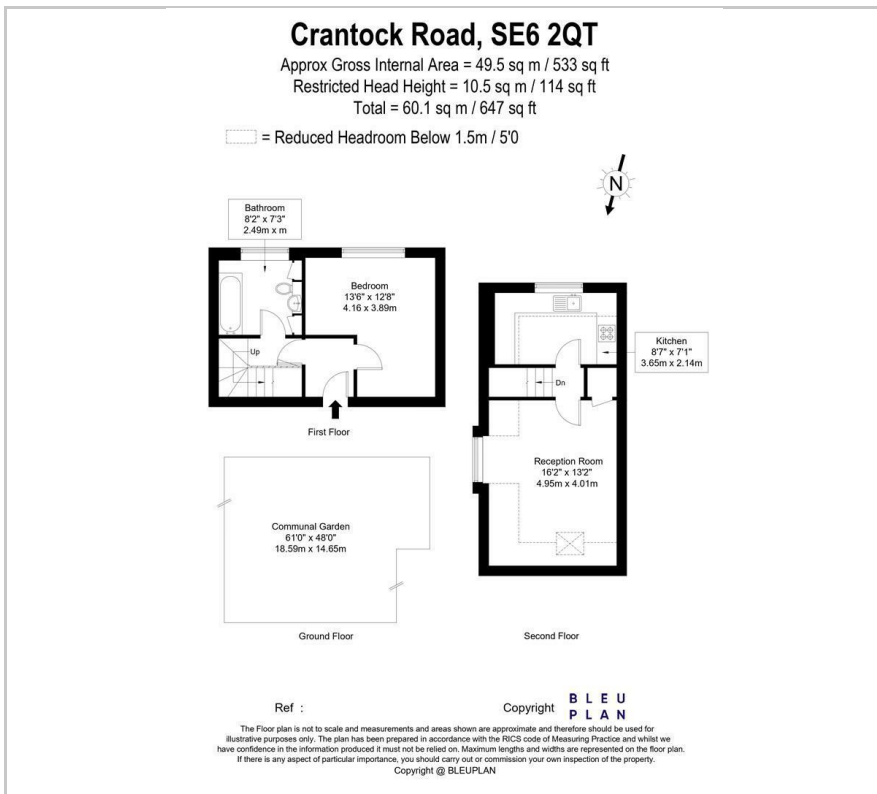 Crantock Road, SE6 2QT
Approx Gross Internal Area = 49.5 sq m / 533 sq ft
Restricted Head Height = 10.5 sq m / 114 sq ft
Total = 60.1 sq m / 647 sq ft
= Reduced Headroom Below 1.5m / 5'0
N
Bathroom
8'2" x 7'3"
2.49m x m
Bedroom
13'6" x 12'8"
4.16 x 3.89m
Up
First Floor
Kitchen
8'7" x 7'1"
3.65m x 2.14m
Dn
Reception Room
16'2" x 13'2"
4.95m x 4.01m
Communal Garden
61'0" x 48'0"
18.59m x 14.65m
Ground Floor
Second Floor
Ref :
Copyright
BLEU
PLAN
The Floor plan is not to scale and measurements and areas shown are approximate and therefore should be used for
illustrative purposes only. The plan has been prepared in accordance with the RICS code of Measuring Practice and whilst we
have confidence in the information produced it must not be relied on. Maximum lengths and widths are represented on the floor plan.
If there is any aspect of particular importance, you should carry out or commission your own inspection of the property.
Copyright @ BLEUPLAN